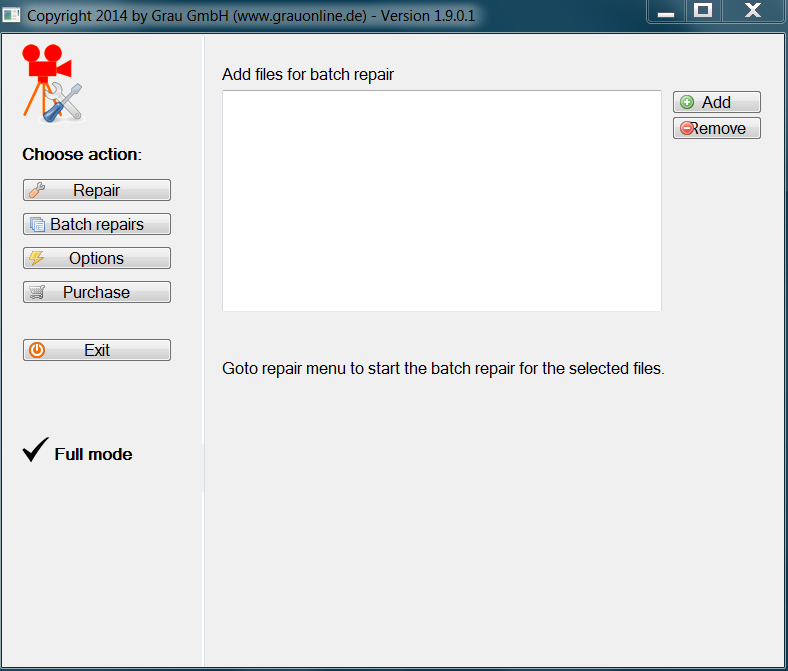 Copyright 2014 by Grau GmbH (www.grauonline.de) - Version 1.9.0.1
Add files for batch repair
Add
Remove
Choose action:
Repair
Batch repairs
Options
Purchase
Exit
Goto repair menu to start the batch repair for the selected files.
Full mode